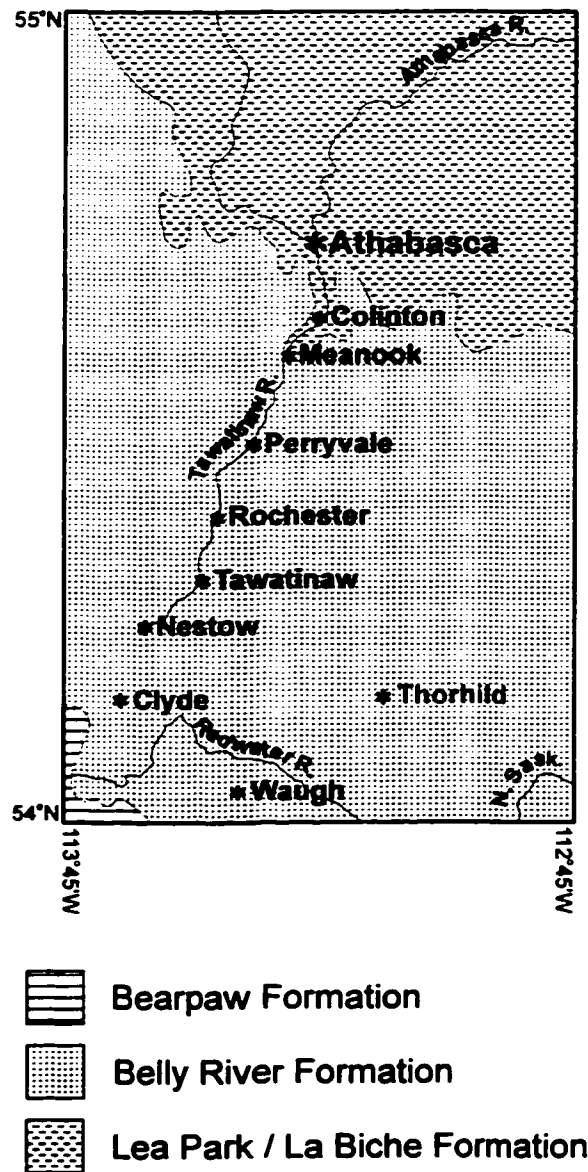 55°N
Athabasca R.
Athabasca
Colinton
Meanook
Tawatinaw R.
Perryvale
Rochester
Tawatinaw
Nestow
Clyde
Thorhild
Redwater R.
Waugh
N. Sask.
54°N
113°45'W
112°45'W
Bearpaw Formation
Belly River Formation
Lea Park / La Biche Formation